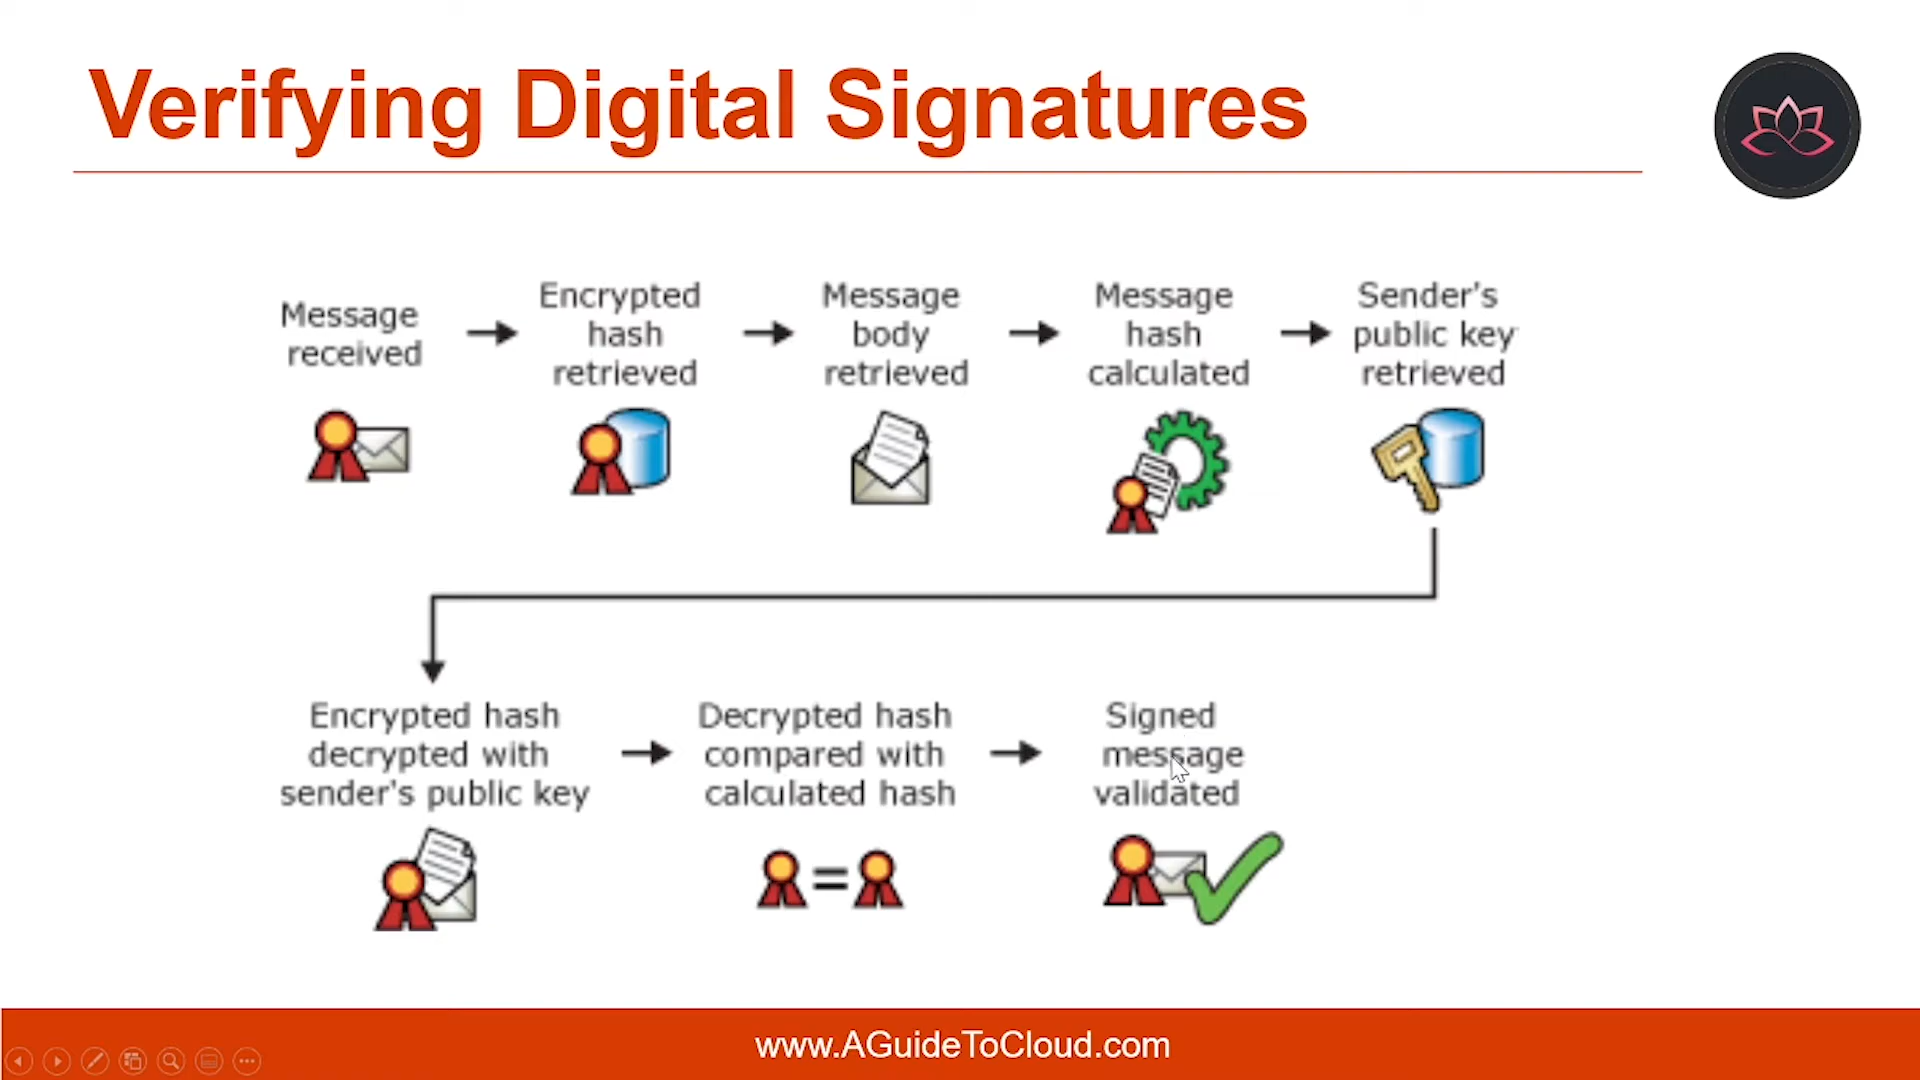 Verifying Digital Signatures
Message
received
Encrypted
hash
retrieved
Message
body
retrieved
Message
hash
calculated
Sender's
public key
retrieved
Encrypted hash
decrypted with
sender's public key
Decrypted hash
compared with
calculated hash
Signed
message
validated
www.AGuideToCloud.com